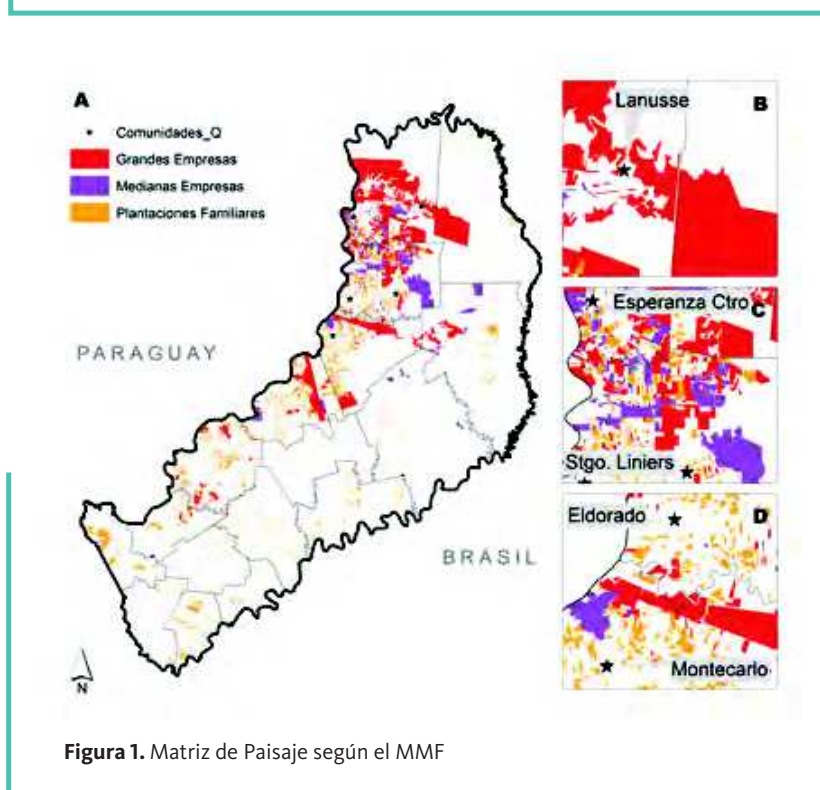 A
Comunidades_Q
Grandes Empresas
Medianas Empresas
Plantaciones Familiares
PARAGUAY
BRASIL
N
Lanusse B
Esperanza Ctro C
Stgo. Liniers
Eldorado D
Montecarlo
Figura 1. Matriz de Paisaje según el MMF